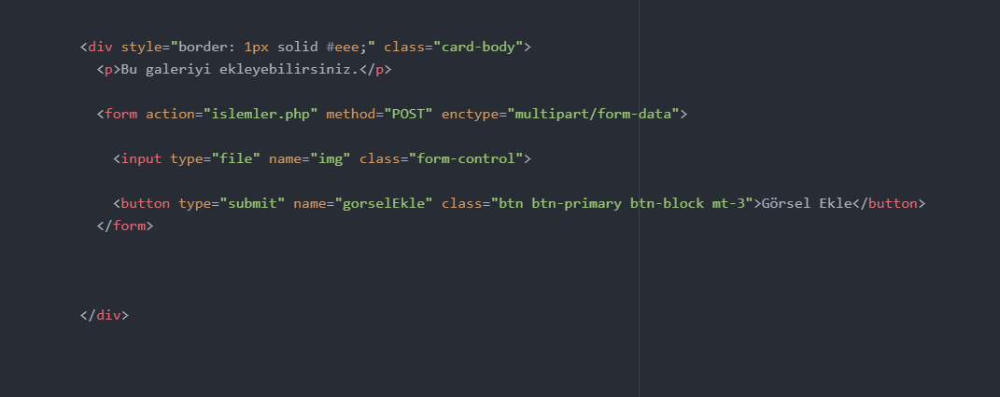 <div style="border: 1px solid #eee;" class="card-body">
<p>Bu galeriyi ekleyebilirsiniz.</p>
<form action="islemler.php" method="POST" enctype="multipart/form-data">
<input type="file" name="img" class="form-control">
<button type="submit" name="gorselEkle" class="btn btn-primary btn-block mt-3">Görsel Ekle</button>
</form>
</div>